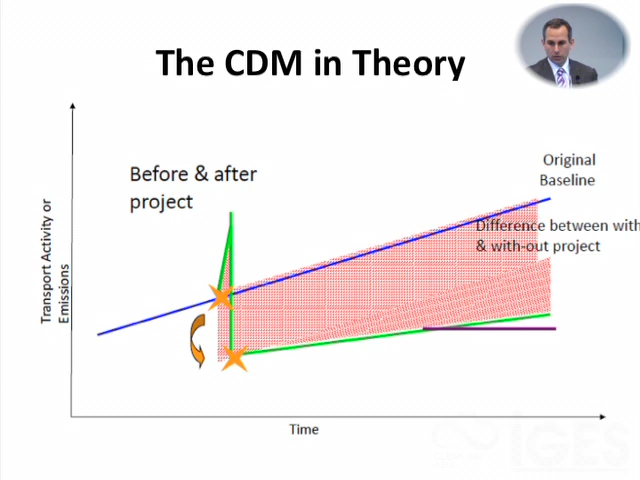 The CDM in Theory
Before & after
project
Original
Baseline
Difference between with
& with-out project
Transport Activity or
Emissions
Time
IGES